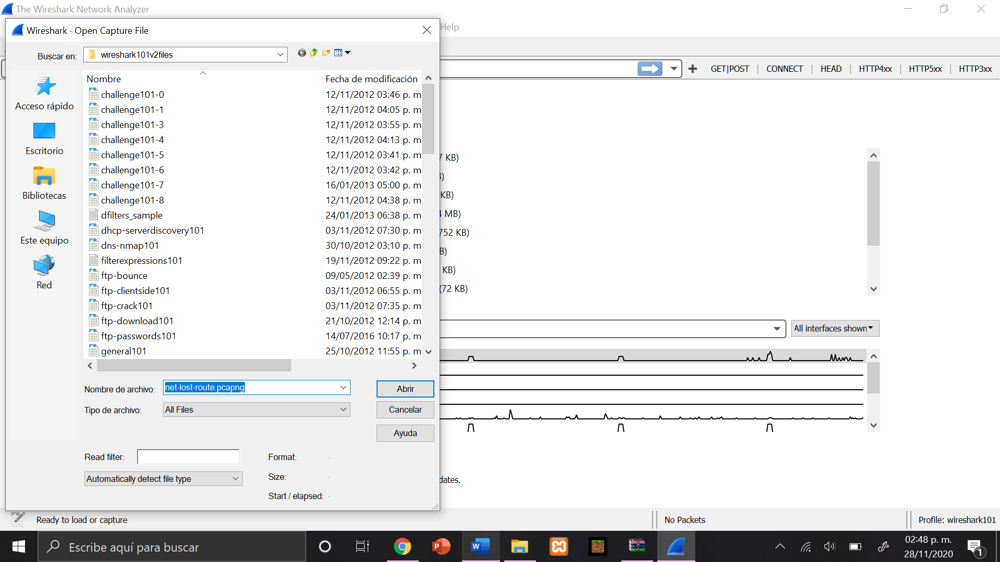 The Wireshark Network Analyzer
Wireshark · Open Capture File
Help
Buscar en:
wireshark101v2files
GET|POST
CONNECT
HEAD
HTTP4xx
HTTP5xx
HTTP3xx
Nombre
Fecha de modificación
challenge101-0
12/11/2012 03:46 p. m
challenge101-1
12/11/2012 04:05 p. m
challenge101-3
12/11/2012 03:55 p. m
challenge101-4
12/11/2012 04:13 p. m
challenge101-5
12/11/2012 03:41 p. m
challenge101-6
12/11/2012 03:42 p. m
challenge101-7
16/01/2013 05:00 p. m
challenge101-8
12/11/2012 04:38 p. m
dfilters_sample
24/01/2013 06:38 p. m
dhcp-serverdiscovery101
03/11/2012 07:30 p. m
dns-nmap101
30/10/2012 03:10 p. m
filterexpressions101
19/11/2012 09:22 p. m
ftp-bounce
09/05/2012 02:39 p. m
ftp-clientside101
03/11/2012 06:55 p. m
ftp-crack101
03/11/2012 07:35 p. m
ftp-download101
21/10/2012 12:14 p. m
ftp-passwords101
14/07/2016 10:17 p. m
general101
25/10/2012 11:55 p. m
Acceso rápido
Escritorio
Bibliotecas
Este equipo
Red
7 KB)
KB)
MB)
752 KB)
B)
KB)
(72 KB)
All interfaces shown
Nombre de archivo:
net-lost-route.pcapng
Abrir
Tipo de archivo:
All Files
Cancelar
Ayuda
Read filter:
Format: -
Automatically detect file type
Size: -
Start / elapsed: -
dates.
Ready to load or capture
No Packets
Profile: wireshark101
Escribe aquí para buscar
02:48 p. m.
28/11/2020
1